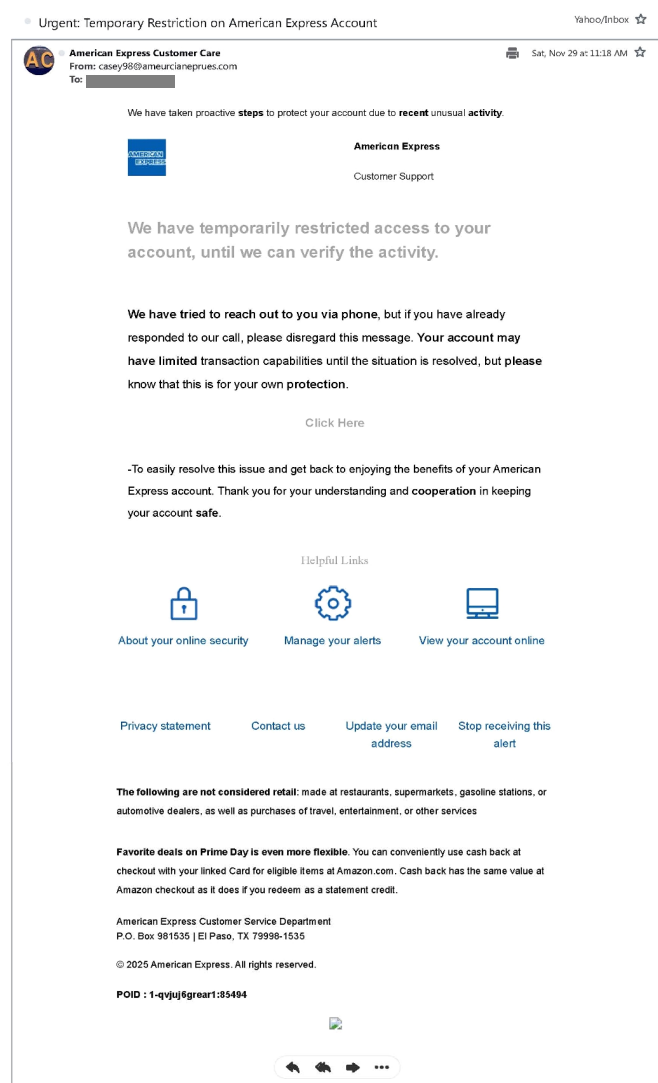 Urgent: Temporary Restriction on American Express Account
Yahoo/Inbox
AC
American Express Customer Care
Sat, Nov 29 at 11:18 AM
From: casey98@ameurcianeprues.com
To:
We have taken proactive steps to protect your account due to recent unusual activity.
AMERICAN
EXPRESS
American Express
Customer Support
We have temporarily restricted access to your
account, until we can verify the activity.
We have tried to reach out to you via phone, but if you have already
responded to our call, please disregard this message. Your account may
have limited transaction capabilities until the situation is resolved, but please
know that this is for your own protection.
Click Here
-To easily resolve this issue and get back to enjoying the benefits of your American
Express account. Thank you for your understanding and cooperation in keeping
your account safe.
Helpful Links
About your online security
Manage your alerts
View your account online
Privacy statement
Contact us
Update your email
address
Stop receiving this
alert
The following are not considered retail: made at restaurants, supermarkets, gasoline stations, or
automotive dealers, as well as purchases of travel, entertainment, or other services
Favorite deals on Prime Day is even more flexible. You can conveniently use cash back at
checkout with your linked Card for eligible items at Amazon.com. Cash back has the same value at
Amazon checkout as it does if you redeem as a statement credit.
American Express Customer Service Department
P.O. Box 981535 | El Paso, TX 79998-1535
© 2025 American Express. All rights reserved.
POID : 1-qvjuj6grear1:85494